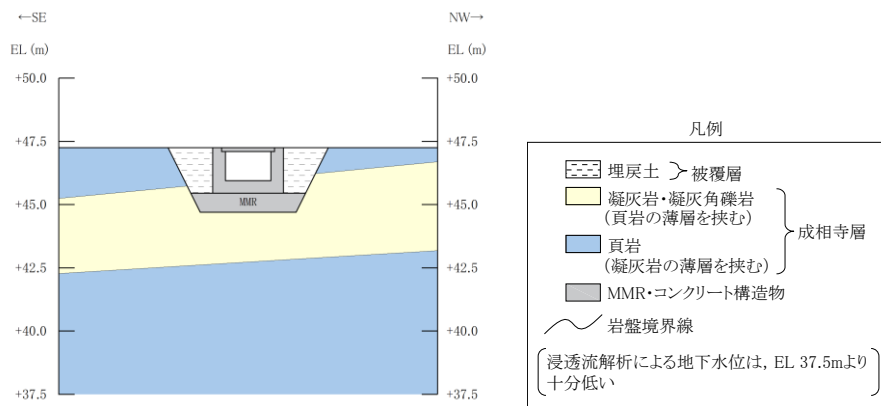 ←SE
NW→
EL (m)
EL (m)
+50.0
+50.0
+47.5
+47.5
+45.0
+45.0
+42.5
+42.5
+40.0
+40.0
+37.5
+37.5
MMR
凡例
埋戻土
被覆層
凝灰岩・凝灰角礫岩
(頁岩の薄層を挟む)
成相寺層
頁岩
(凝灰岩の薄層を挟む)
MMR・コンクリート構造物
岩盤境界線
浸透流解析による地下水位は, EL 37.5mより
十分低い